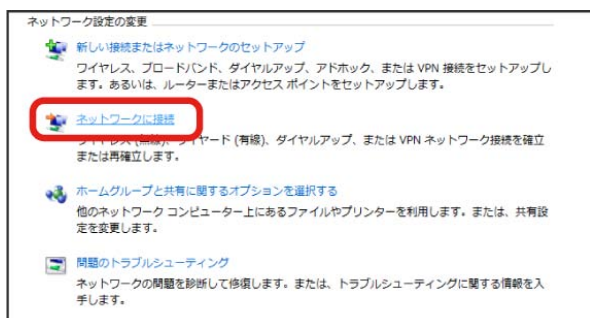 ネットワーク設定の変更
新しい接続またはネットワークのセットアップ
ワイヤレス、ブロードバンド、ダイヤルアップ、アドホック、または VPN 接続をセットアップし
ます。あるいは、ルーターまたはアクセス ポイントをセットアップします。
ネットワークに接続
ワイヤレス (無線)、ワイヤード (有線)、ダイヤルアップ、または VPN ネットワーク接続を確立
または再確立します。
ホームグループと共有に関するオプションを選択する
他のネットワーク コンピューター上にあるファイルやプリンターを利用します。または、共有設
定を変更します。
問題のトラブルシューティング
ネットワークの問題を診断して修復します。または、トラブルシューティングに関する情報を入
手します。